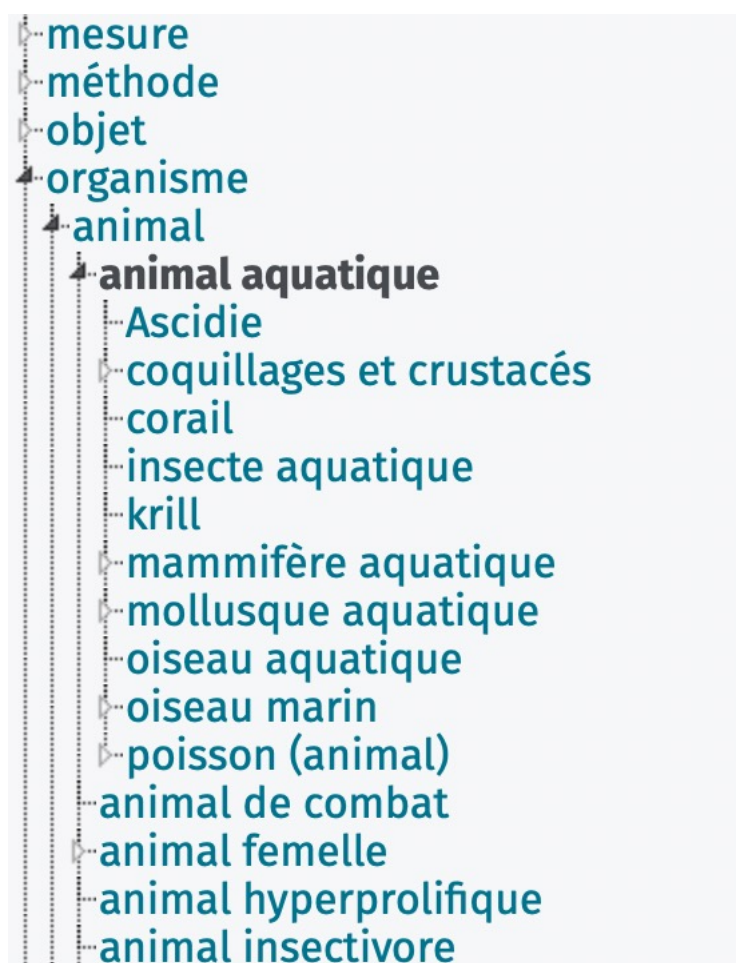 mesure
méthode
objet
organisme
animal
animal aquatique
Ascidie
coquillages et crustacés
corail
insecte aquatique
krill
mammifère aquatique
mollusque aquatique
oiseau aquatique
oiseau marin
poisson (animal)
animal de combat
animal femelle
animal hyperprolifique
animal insectivore